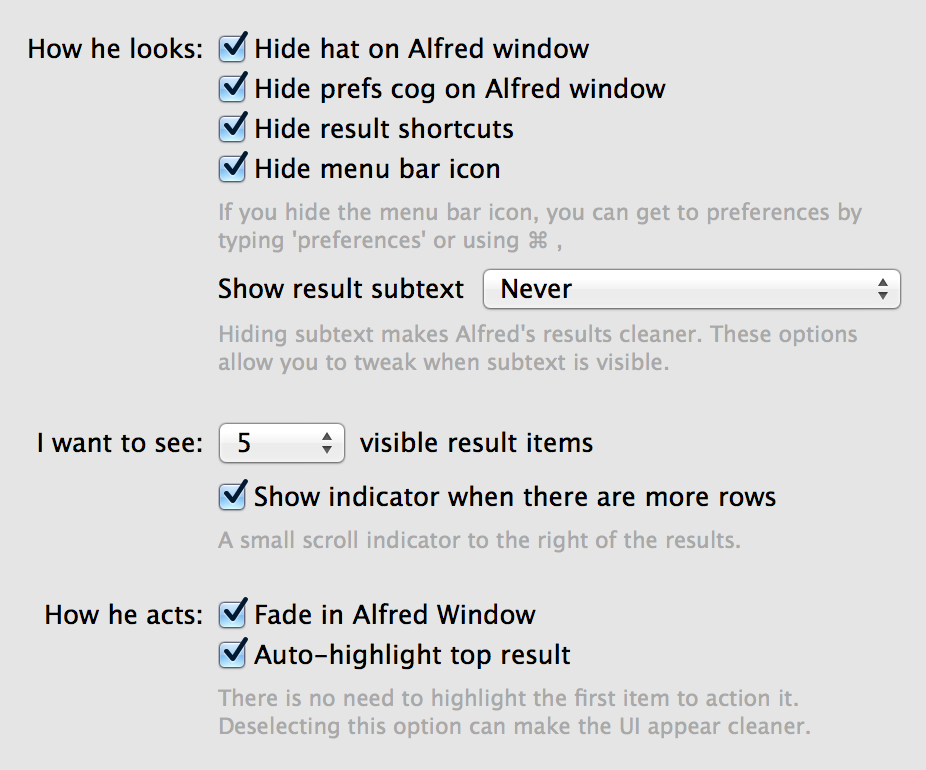 How he looks: Hide hat on Alfred window
Hide prefs cog on Alfred window
Hide result shortcuts
Hide menu bar icon
If you hide the menu bar icon, you can get to preferences by
typing 'preferences' or using ⌘ ,
Show result subtext Never
Hiding subtext makes Alfred's results cleaner. These options
allow you to tweak when subtext is visible.
I want to see: 5 visible result items
Show indicator when there are more rows
A small scroll indicator to the right of the results.
How he acts: Fade in Alfred Window
Auto-highlight top result
There is no need to highlight the first item to action it.
Deselecting this option can make the UI appear cleaner.